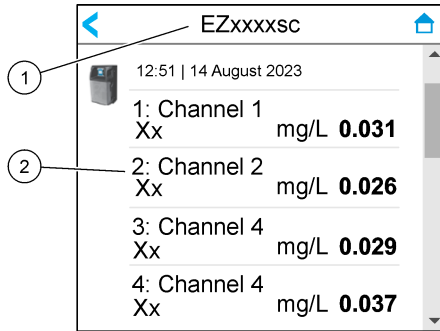 EZxxxxsc
1
12:51 | 14 August 2023
1: Channel 1
Xx mg/L 0.031
2
2: Channel 2
Xx mg/L 0.026
3: Channel 4
Xx mg/L 0.029
4: Channel 4
Xx mg/L 0.037